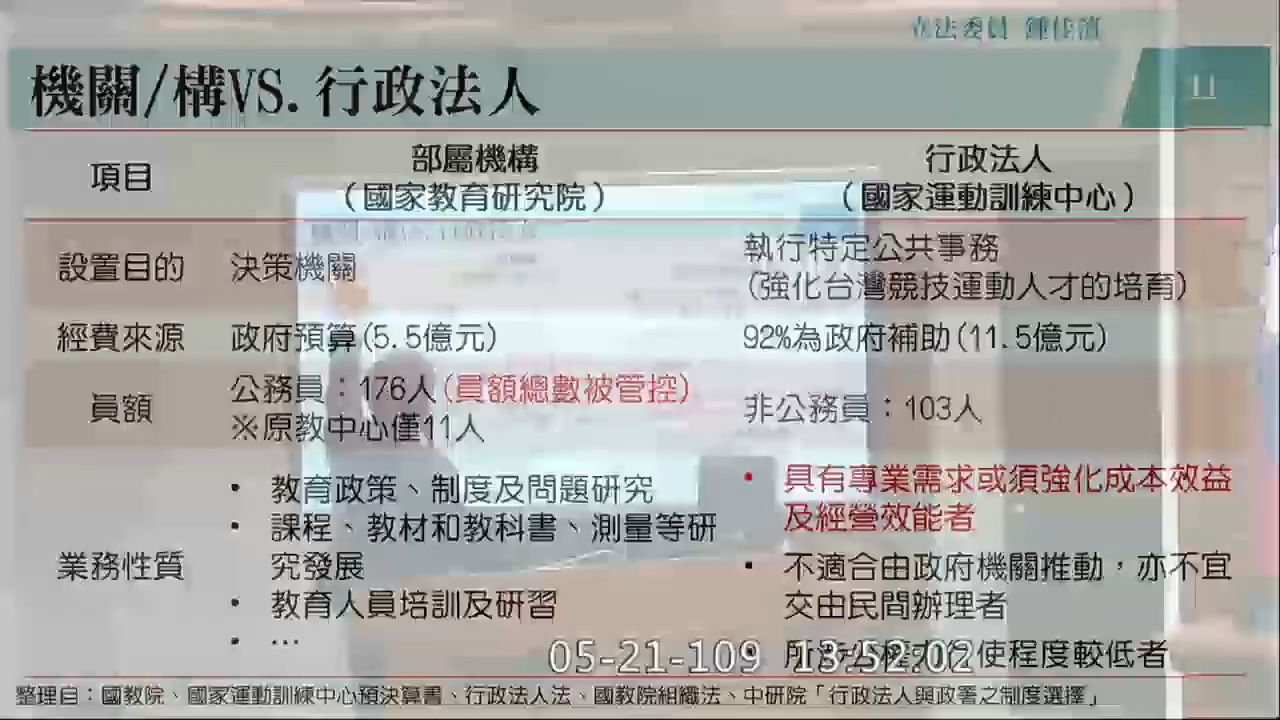 立法委員 鍾佳濱
機關/構VS.行政法人
11
項目
部屬機構
（國家教育研究院）
行政法人
（國家運動訓練中心）
設置目的
決策機關
執行特定公共事務
(強化台灣競技運動人才的培育)
經費來源
政府預算(5.5億元)
92%為政府補助(11.5億元)
員額
公務員：176人(員額總數被管控)
※原教中心僅11人
非公務員：103人
業務性質
• 教育政策、制度及問題研究
• 課程、教材和教科書、測量等研
究發展
• 教育人員培訓及研習
• …
• 具有專業需求或須強化成本效益
及經營效能者
• 不適合由政府機關推動，亦不宜
交由民間辦理者
• 所涉公權力行使程度較低者
05-21-109 13:52:02
整理自：國教院、國家運動訓練中心預決算書、行政法人法、國教院組織法、中研院「行政法人與政署之制度選擇」